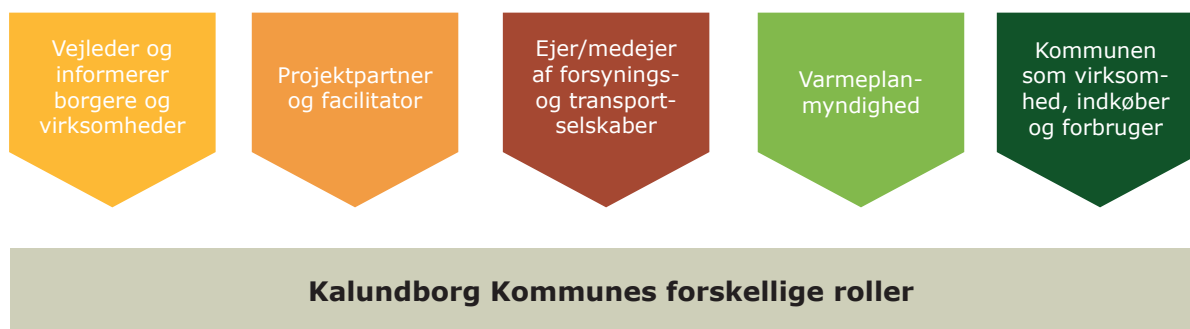 Vejleder og
informerer
borgere og
virksomheder
Projektpartner
og facilitator
Ejer/medejer
af forsynings-
og transport-
selskaber
Varmeplan-
myndighed
Kommunen
som virksom-
hed, indkøber
og forbruger
Kalundborg Kommunes forskellige roller